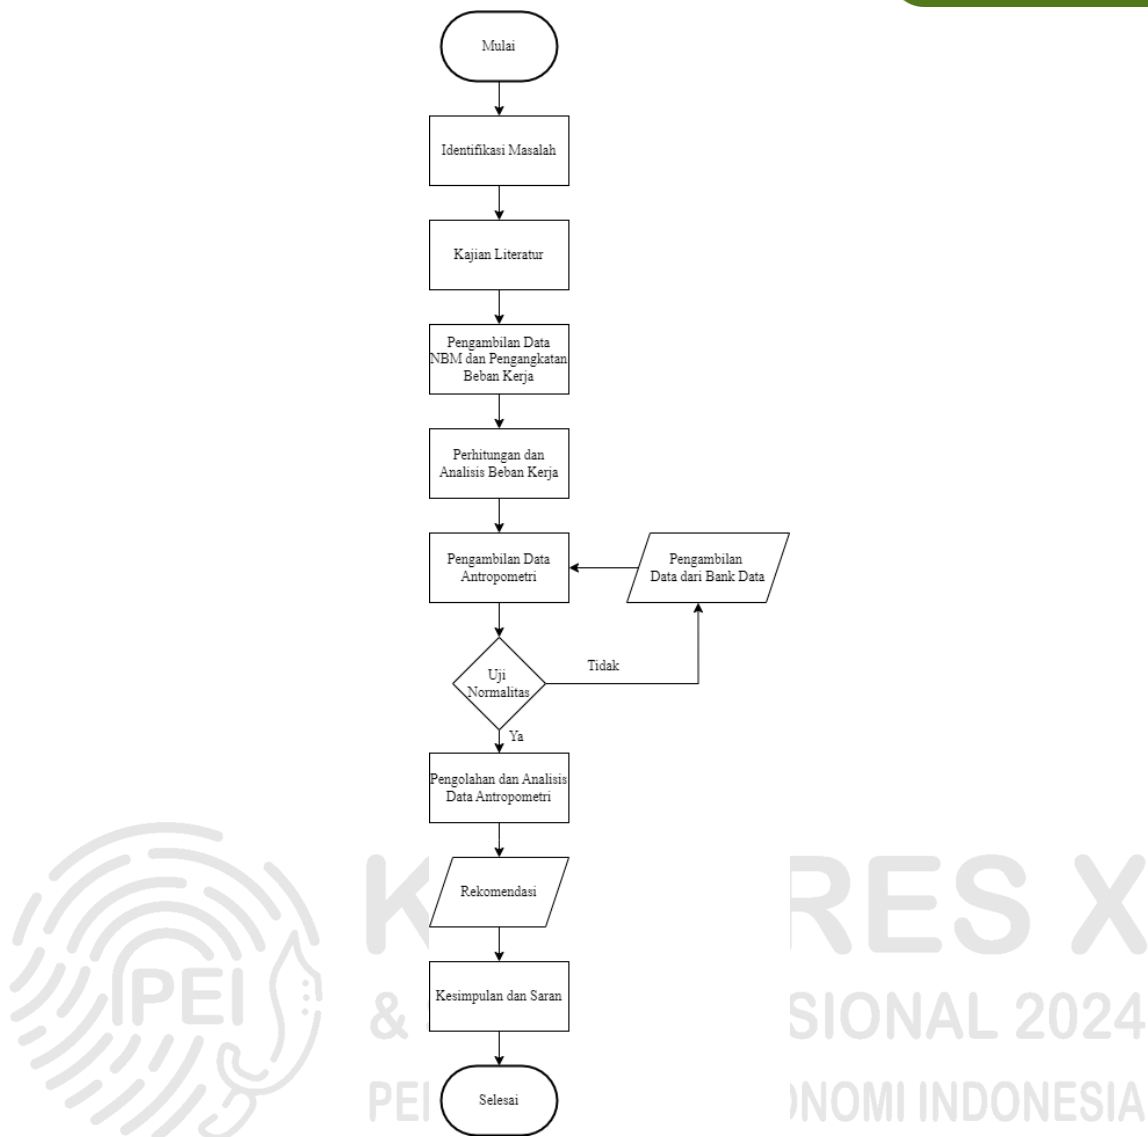 Mulai
Identifikasi Masalah
Kajian Literatur
Pengambilan Data
NBM dan Pengangkatan
Beban Kerja
Perhitungan dan
Analisis Beban Kerja
Pengambilan Data
Antropometri
Pengambilan
Data dari Bank Data
Uji
Normalitas
Tidak
Ya
Pengolahan dan Analisis
Data Antropometri
Rekomendasi
Kesimpulan dan Saran
Selesai
IPEI
RES X
&
SIONAL 2024
PEI
ONOMI INDONESIA